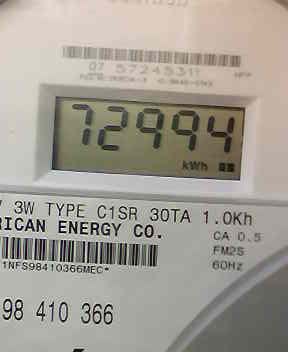 07 57245311
72994
kWh
V 3W TYPE C1SR 30TA 1.0Kh
RICAN ENERGY CO.
CA 0.5
FM2S
60Hz
1NFS98410366MEC*
98 410 366